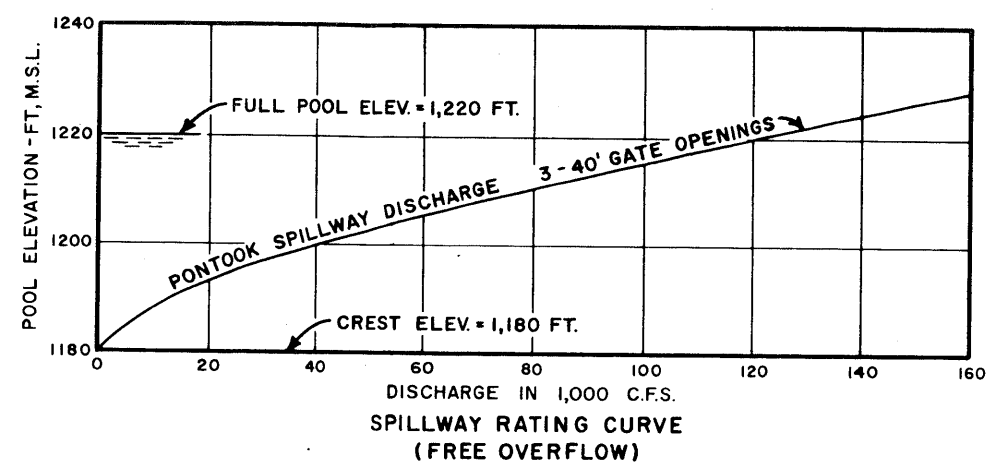 1240
FULL POOL ELEV. = 1,220 FT.
1220
3-40' GATE OPENINGS
PONTOOK SPILLWAY DISCHARGE
1200
CREST ELEV. = 1,180 FT.
1180
POOL ELEVATION - FT, M.S.L.
0 20 40 60 80 100 120 140 160
DISCHARGE IN 1,000 C.F.S.
SPILLWAY RATING CURVE
(FREE OVERFLOW)